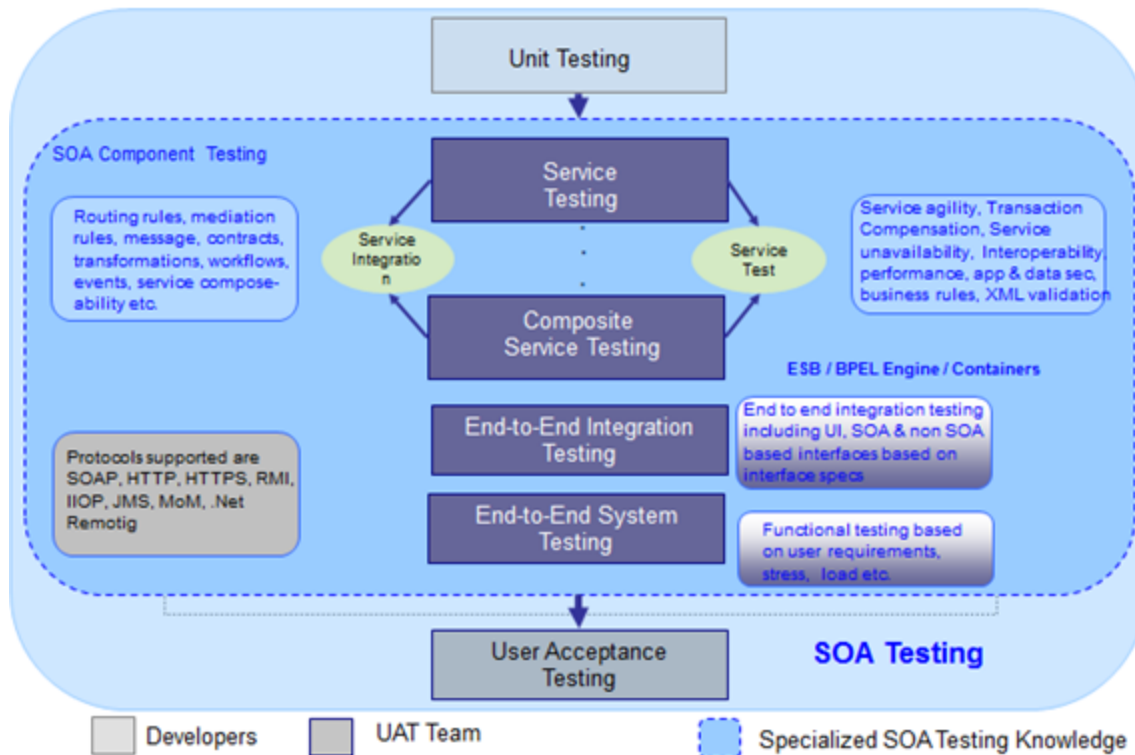 Unit Testing
SOA Component Testing
Service
Testing
Routing rules, mediation
rules, message, contracts,
transformations, workflows,
events, service compose-
ability etc.
Service
Integratio
n
Service
Test
Service agility, Transaction
Compensation, Service
unavailability, Interoperability,
performance, app & data sec,
business rules, XML validation
Composite
Service Testing
ESB / BPEL Engine / Containers
End-to-End Integration
Testing
End to end integration testing
including UI, SOA & non SOA
based interfaces based on
interface specs
Protocols supported are
SOAP, HTTP, HTTPS, RMI,
IIOP, JMS, MoM, .Net
Remotig
End-to-End System
Testing
Functional testing based
on user requirements,
stress, load etc.
User Acceptance
Testing
SOA Testing
Developers
UAT Team
Specialized SOA Testing Knowledge